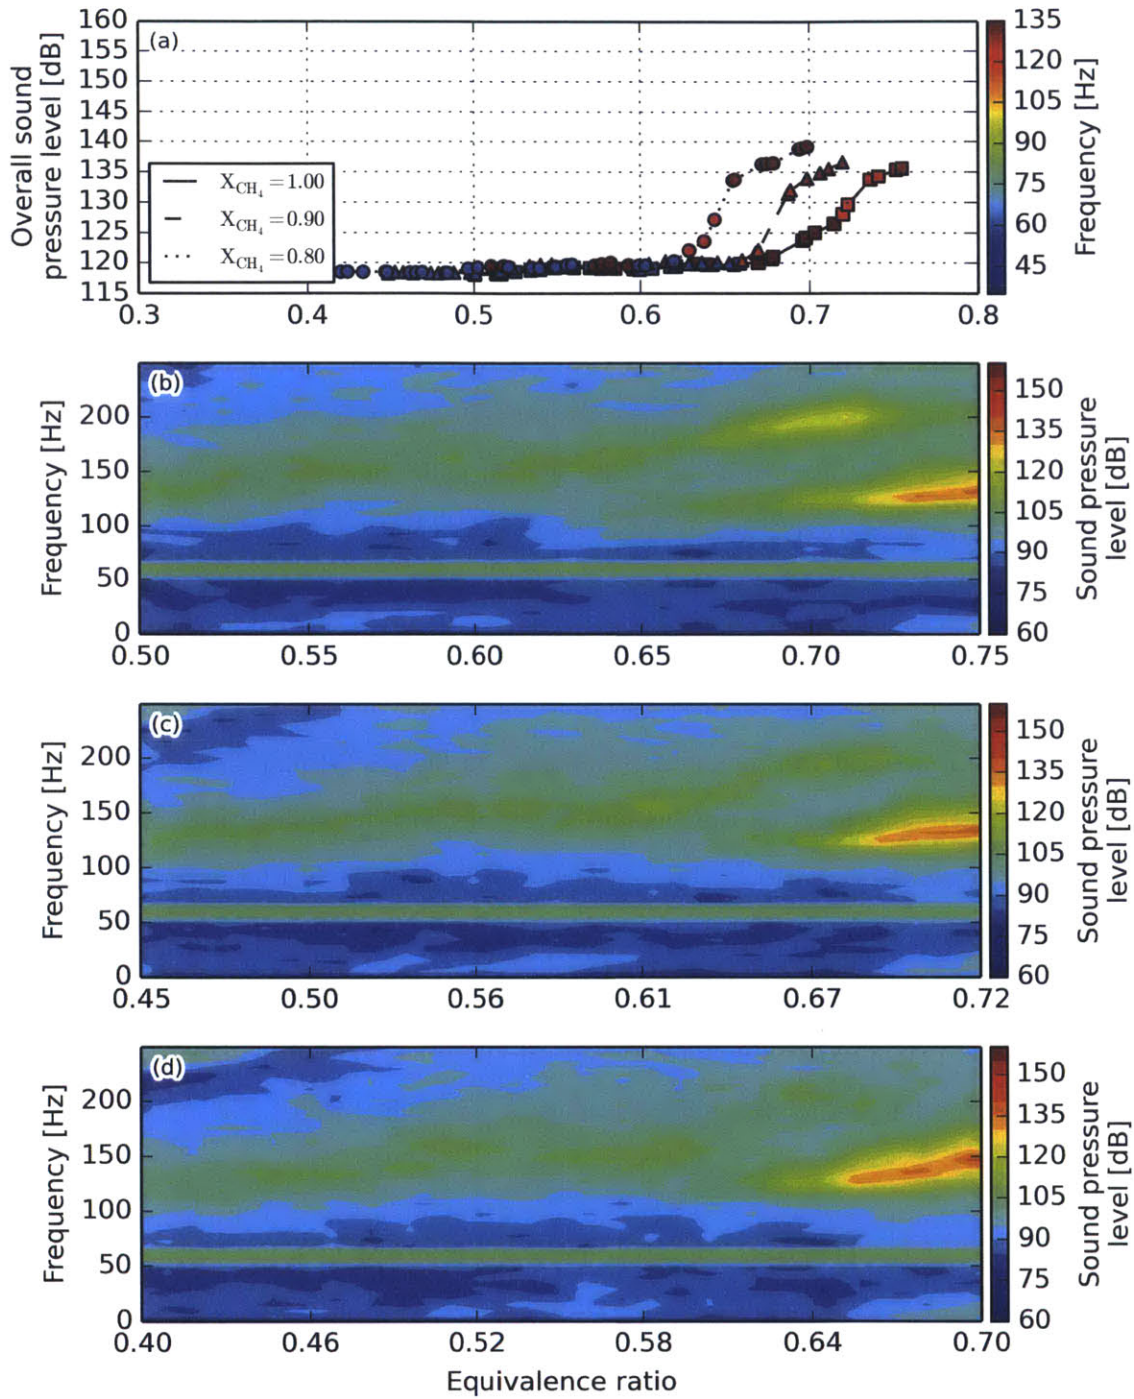 Overall sound
pressure level [dB]
160
155
150
145
140
135
130
125
120
115
(a)
X_CH₄ = 1.00
X_CH₄ = 0.90
X_CH₄ = 0.80
0.3 0.4 0.5 0.6 0.7 0.8
135
120
105
90
75
60
45
Frequency [Hz]
(b)
Frequency [Hz]
200
150
100
50
0
0.50 0.55 0.60 0.65 0.70 0.75
150
135
120
105
90
75
60
Sound pressure
level [dB]
(c)
Frequency [Hz]
200
150
100
50
0
0.45 0.50 0.56 0.61 0.67 0.72
150
135
120
105
90
75
60
Sound pressure
level [dB]
(d)
Frequency [Hz]
200
150
100
50
0
0.40 0.46 0.52 0.58 0.64 0.70
150
135
120
105
90
75
60
Sound pressure
level [dB]
Equivalence ratio